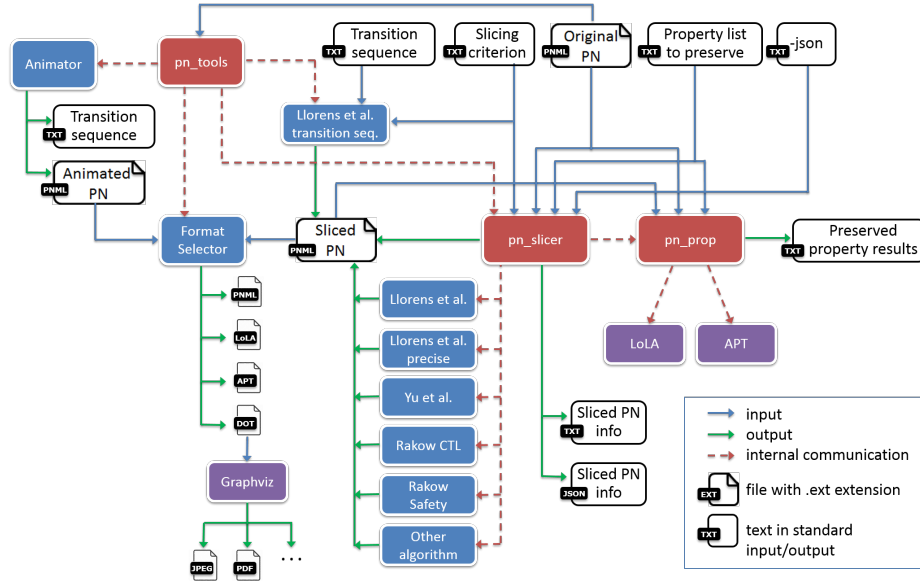 Animator
pn_tools
Transition
sequence
TXT
Slicing
criterion
TXT
Original
PN
PNML
Property list
to preserve
TXT
-json
TXT
Transition
sequence
TXT
Llorens et al.
transition seq.
Animated
PN
PNML
Format
Selector
Sliced
PN
PNML
pn_slicer
pn_prop
Preserved
property results
TXT
PNML
LoLA
APT
DOT
Graphviz
JPEG
PDF
...
Llorens et al.
Llorens et al.
precise
Yu et al.
Rakow CTL
Rakow
Safety
Other
algorithm
LoLA
APT
Sliced PN
info
TXT
Sliced PN
info
JSON
input
output
internal communication
EXT
file with .ext extension
TXT
text in standard
input/output